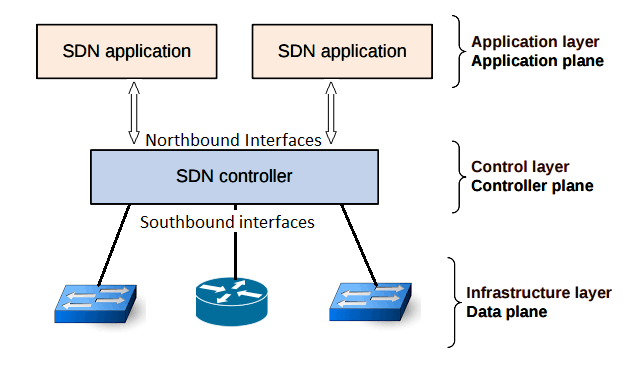 SDN application
SDN application
Application layer
Application plane
Northbound Interfaces
SDN controller
Control layer
Controller plane
Southbound interfaces
Infrastructure layer
Data plane